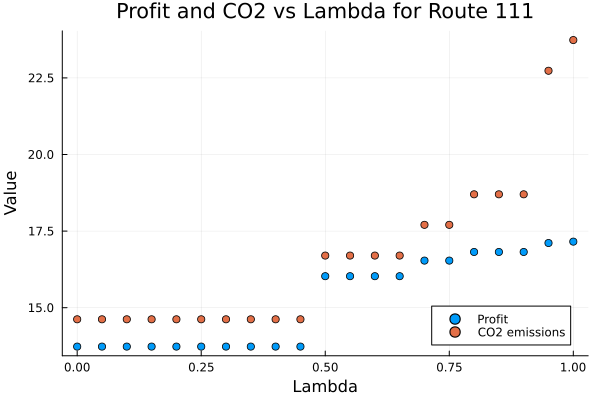 Profit and CO2 vs Lambda for Route 111
Value
22.5
20.0
17.5
15.0
Profit
CO2 emissions
0.00 0.25 0.50 0.75 1.00
Lambda